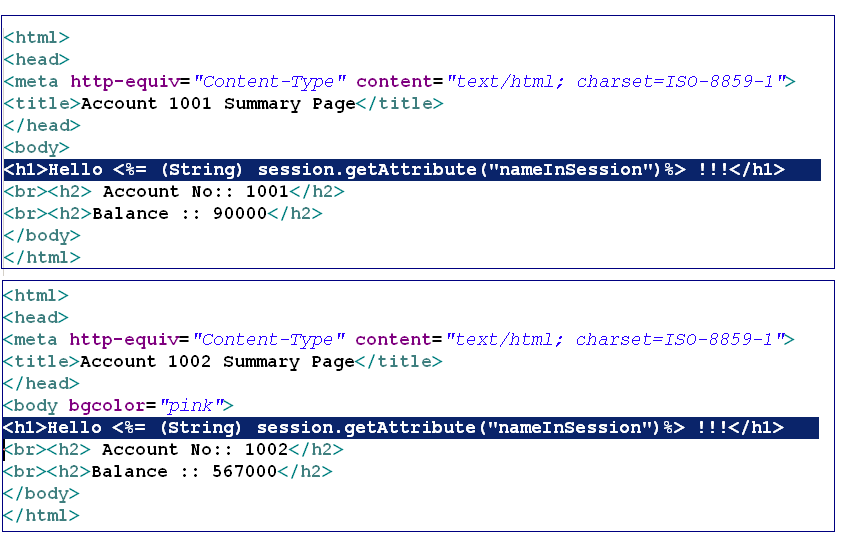 <html>
<head>
<meta http-equiv="Content-Type" content="text/html; charset=ISO-8859-1">
<title>Account 1001 Summary Page</title>
</head>
<body>
<h1>Hello <%= (String) session.getAttribute("nameInSession")%> !!!</h1>
<br><h2> Account No:: 1001</h2>
<br><h2>Balance :: 90000</h2>
</body>
</html>
<html>
<head>
<meta http-equiv="Content-Type" content="text/html; charset=ISO-8859-1">
<title>Account 1002 Summary Page</title>
</head>
<body bgcolor="pink">
<h1>Hello <%= (String) session.getAttribute("nameInSession")%> !!!</h1>
<br><h2> Account No:: 1002</h2>
<br><h2>Balance :: 567000</h2>
</body>
</html>